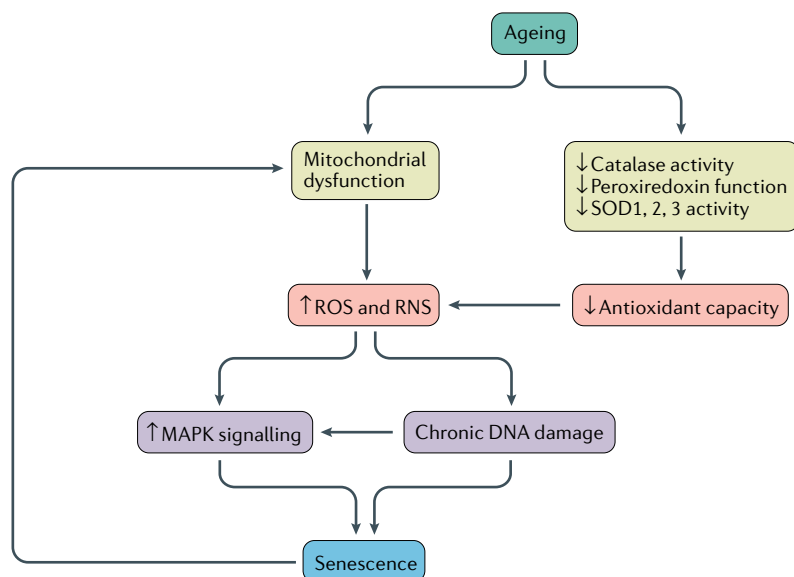 Ageing
Mitochondrial
dysfunction
↓Catalase activity
↓Peroxiredoxin function
↓SOD1, 2, 3 activity
↑ROS and RNS
↓Antioxidant capacity
↑MAPK signalling
Chronic DNA damage
Senescence